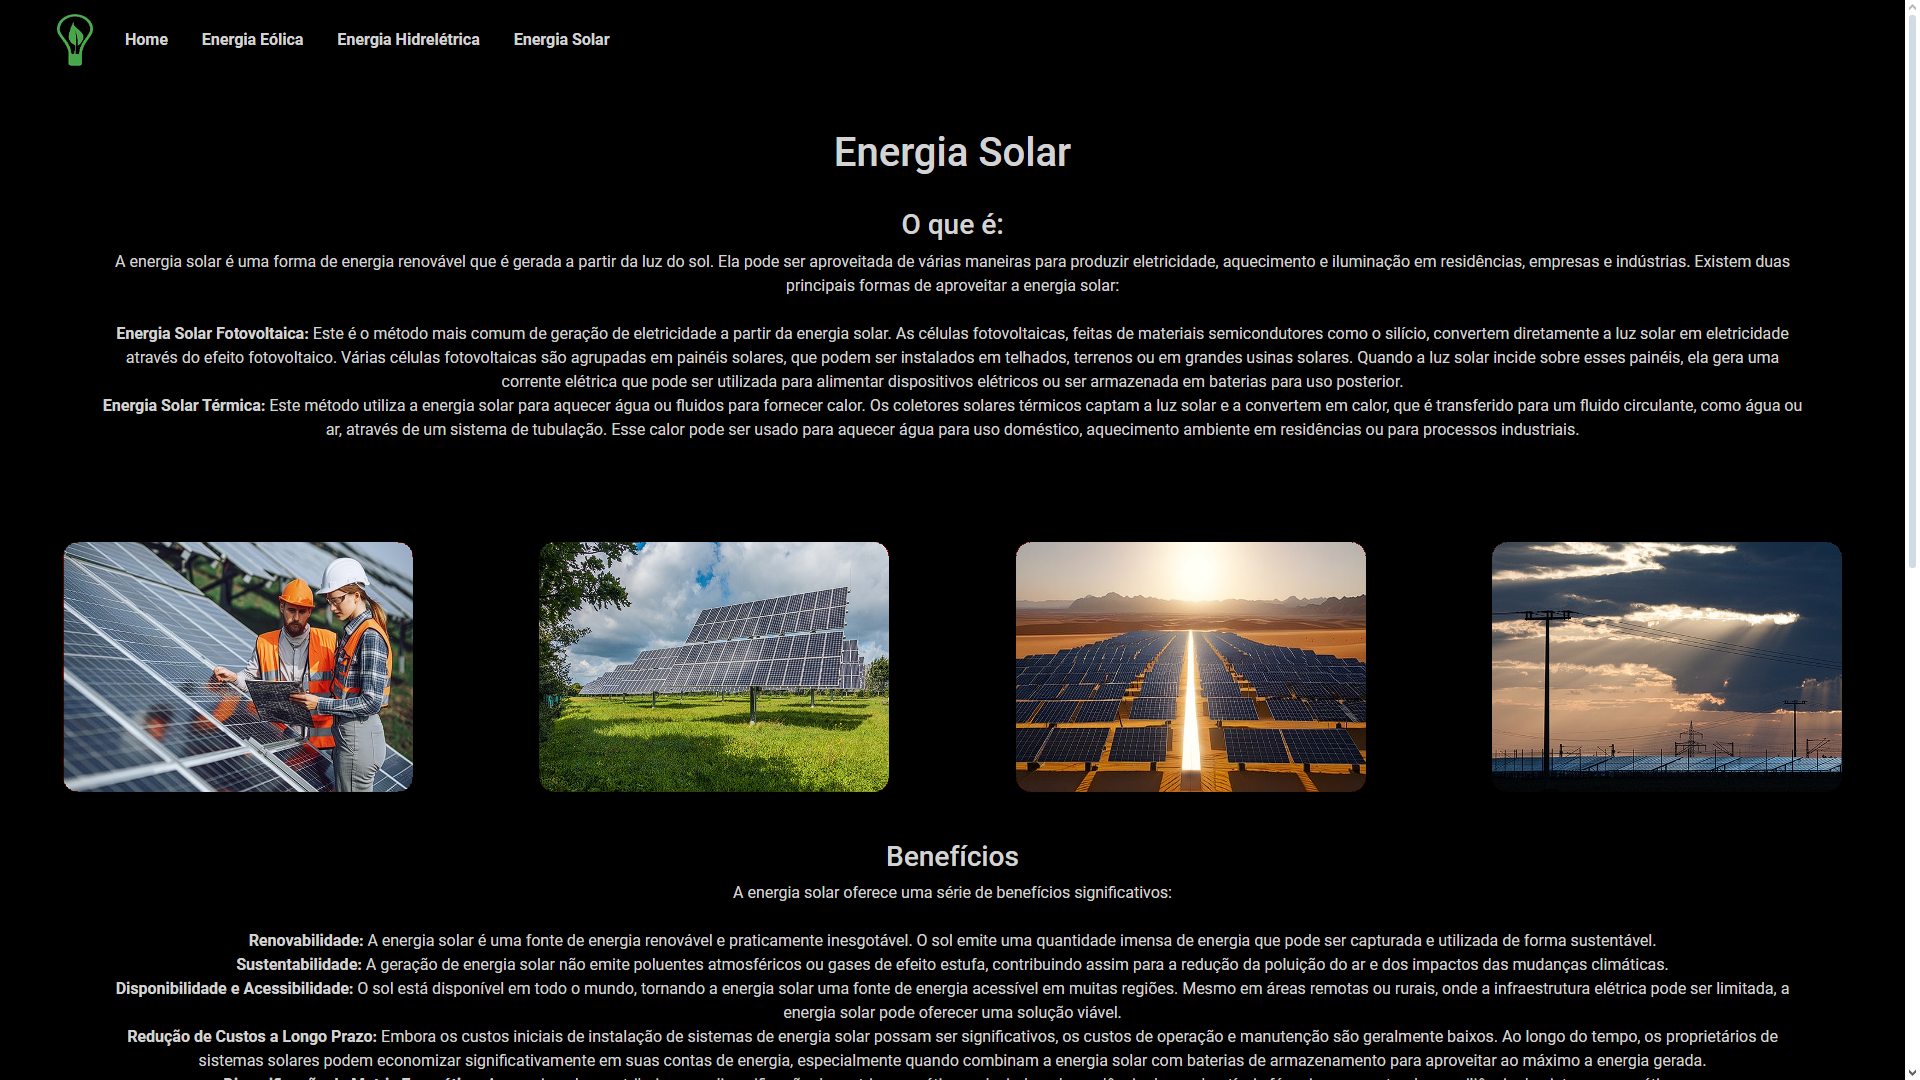 Home
Energia Eólica
Energia Hidrelétrica
Energia Solar
Energia Solar
O que é:
A energia solar é uma forma de energia renovável que é gerada a partir da luz do sol. Ela pode ser aproveitada de várias maneiras para produzir eletricidade, aquecimento e iluminação em residências, empresas e indústrias. Existem duas
principais formas de aproveitar a energia solar:
Energia Solar Fotovoltaica: Este é o método mais comum de geração de eletricidade a partir da energia solar. As células fotovoltaicas, feitas de materiais semicondutores como o silício, convertem diretamente a luz solar em eletricidade
através do efeito fotovoltaico. Várias células fotovoltaicas são agrupadas em painéis solares, que podem ser instalados em telhados, terrenos ou em grandes usinas solares. Quando a luz solar incide sobre esses painéis, ela gera uma
corrente elétrica que pode ser utilizada para alimentar dispositivos elétricos ou ser armazenada em baterias para uso posterior.
Energia Solar Térmica: Este método utiliza a energia solar para aquecer água ou fluidos para fornecer calor. Os coletores solares térmicos captam a luz solar e a convertem em calor, que é transferido para um fluido circulante, como água ou
ar, através de um sistema de tubulação. Esse calor pode ser usado para aquecer água para uso doméstico, aquecimento ambiente em residências ou para processos industriais.
Benefícios
A energia solar oferece uma série de benefícios significativos:
Renovabilidade: A energia solar é uma fonte de energia renovável e praticamente inesgotável. O sol emite uma quantidade imensa de energia que pode ser capturada e utilizada de forma sustentável.
Sustentabilidade: A geração de energia solar não emite poluentes atmosféricos ou gases de efeito estufa, contribuindo assim para a redução da poluição do ar e dos impactos das mudanças climáticas.
Disponibilidade e Acessibilidade: O sol está disponível em todo o mundo, tornando a energia solar uma fonte de energia acessível em muitas regiões. Mesmo em áreas remotas ou rurais, onde a infraestrutura elétrica pode ser limitada, a
energia solar pode oferecer uma solução viável.
Redução de Custos a Longo Prazo: Embora os custos iniciais de instalação de sistemas de energia solar possam ser significativos, os custos de operação e manutenção são geralmente baixos. Ao longo do tempo, os proprietários de
sistemas solares podem economizar significativamente em suas contas de energia, especialmente quando combinam a energia solar com baterias de armazenamento para aproveitar ao máximo a energia gerada.